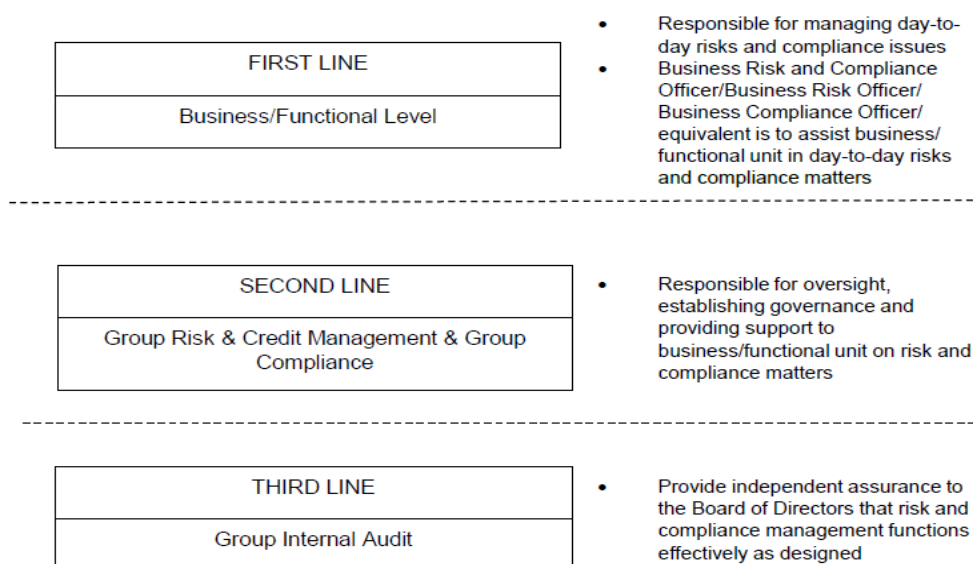 FIRST LINE
Business/Functional Level
• Responsible for managing day-to-
day risks and compliance issues
• Business Risk and Compliance
Officer/Business Risk Officer/
Business Compliance Officer/
equivalent is to assist business/
functional unit in day-to-day risks
and compliance matters
SECOND LINE
Group Risk & Credit Management & Group
Compliance
• Responsible for oversight,
establishing governance and
providing support to
business/functional unit on risk and
compliance matters
THIRD LINE
Group Internal Audit
• Provide independent assurance to
the Board of Directors that risk and
compliance management functions
effectively as designed